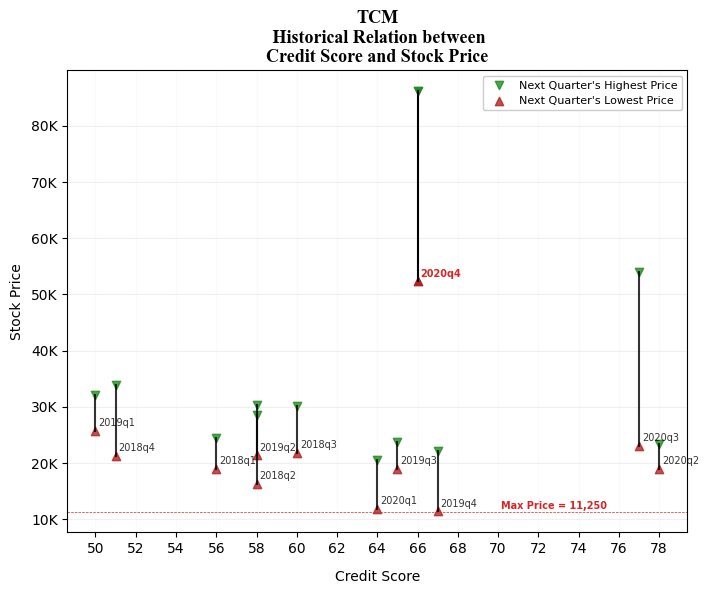 TCM
Historical Relation between
Credit Score and Stock Price
Next Quarter's Highest Price
Next Quarter's Lowest Price
80K
70K
60K
50K
40K
30K
20K
10K
Stock Price
2020q4
2019q1
2018q4
2018q1
2019q2
2018q2
2018q3
2020q1
2019q3
2019q4
2020q3
2020q2
Max Price = 11,250
50 52 54 56 58 60 62 64 66 68 70 72 74 76 78
Credit Score